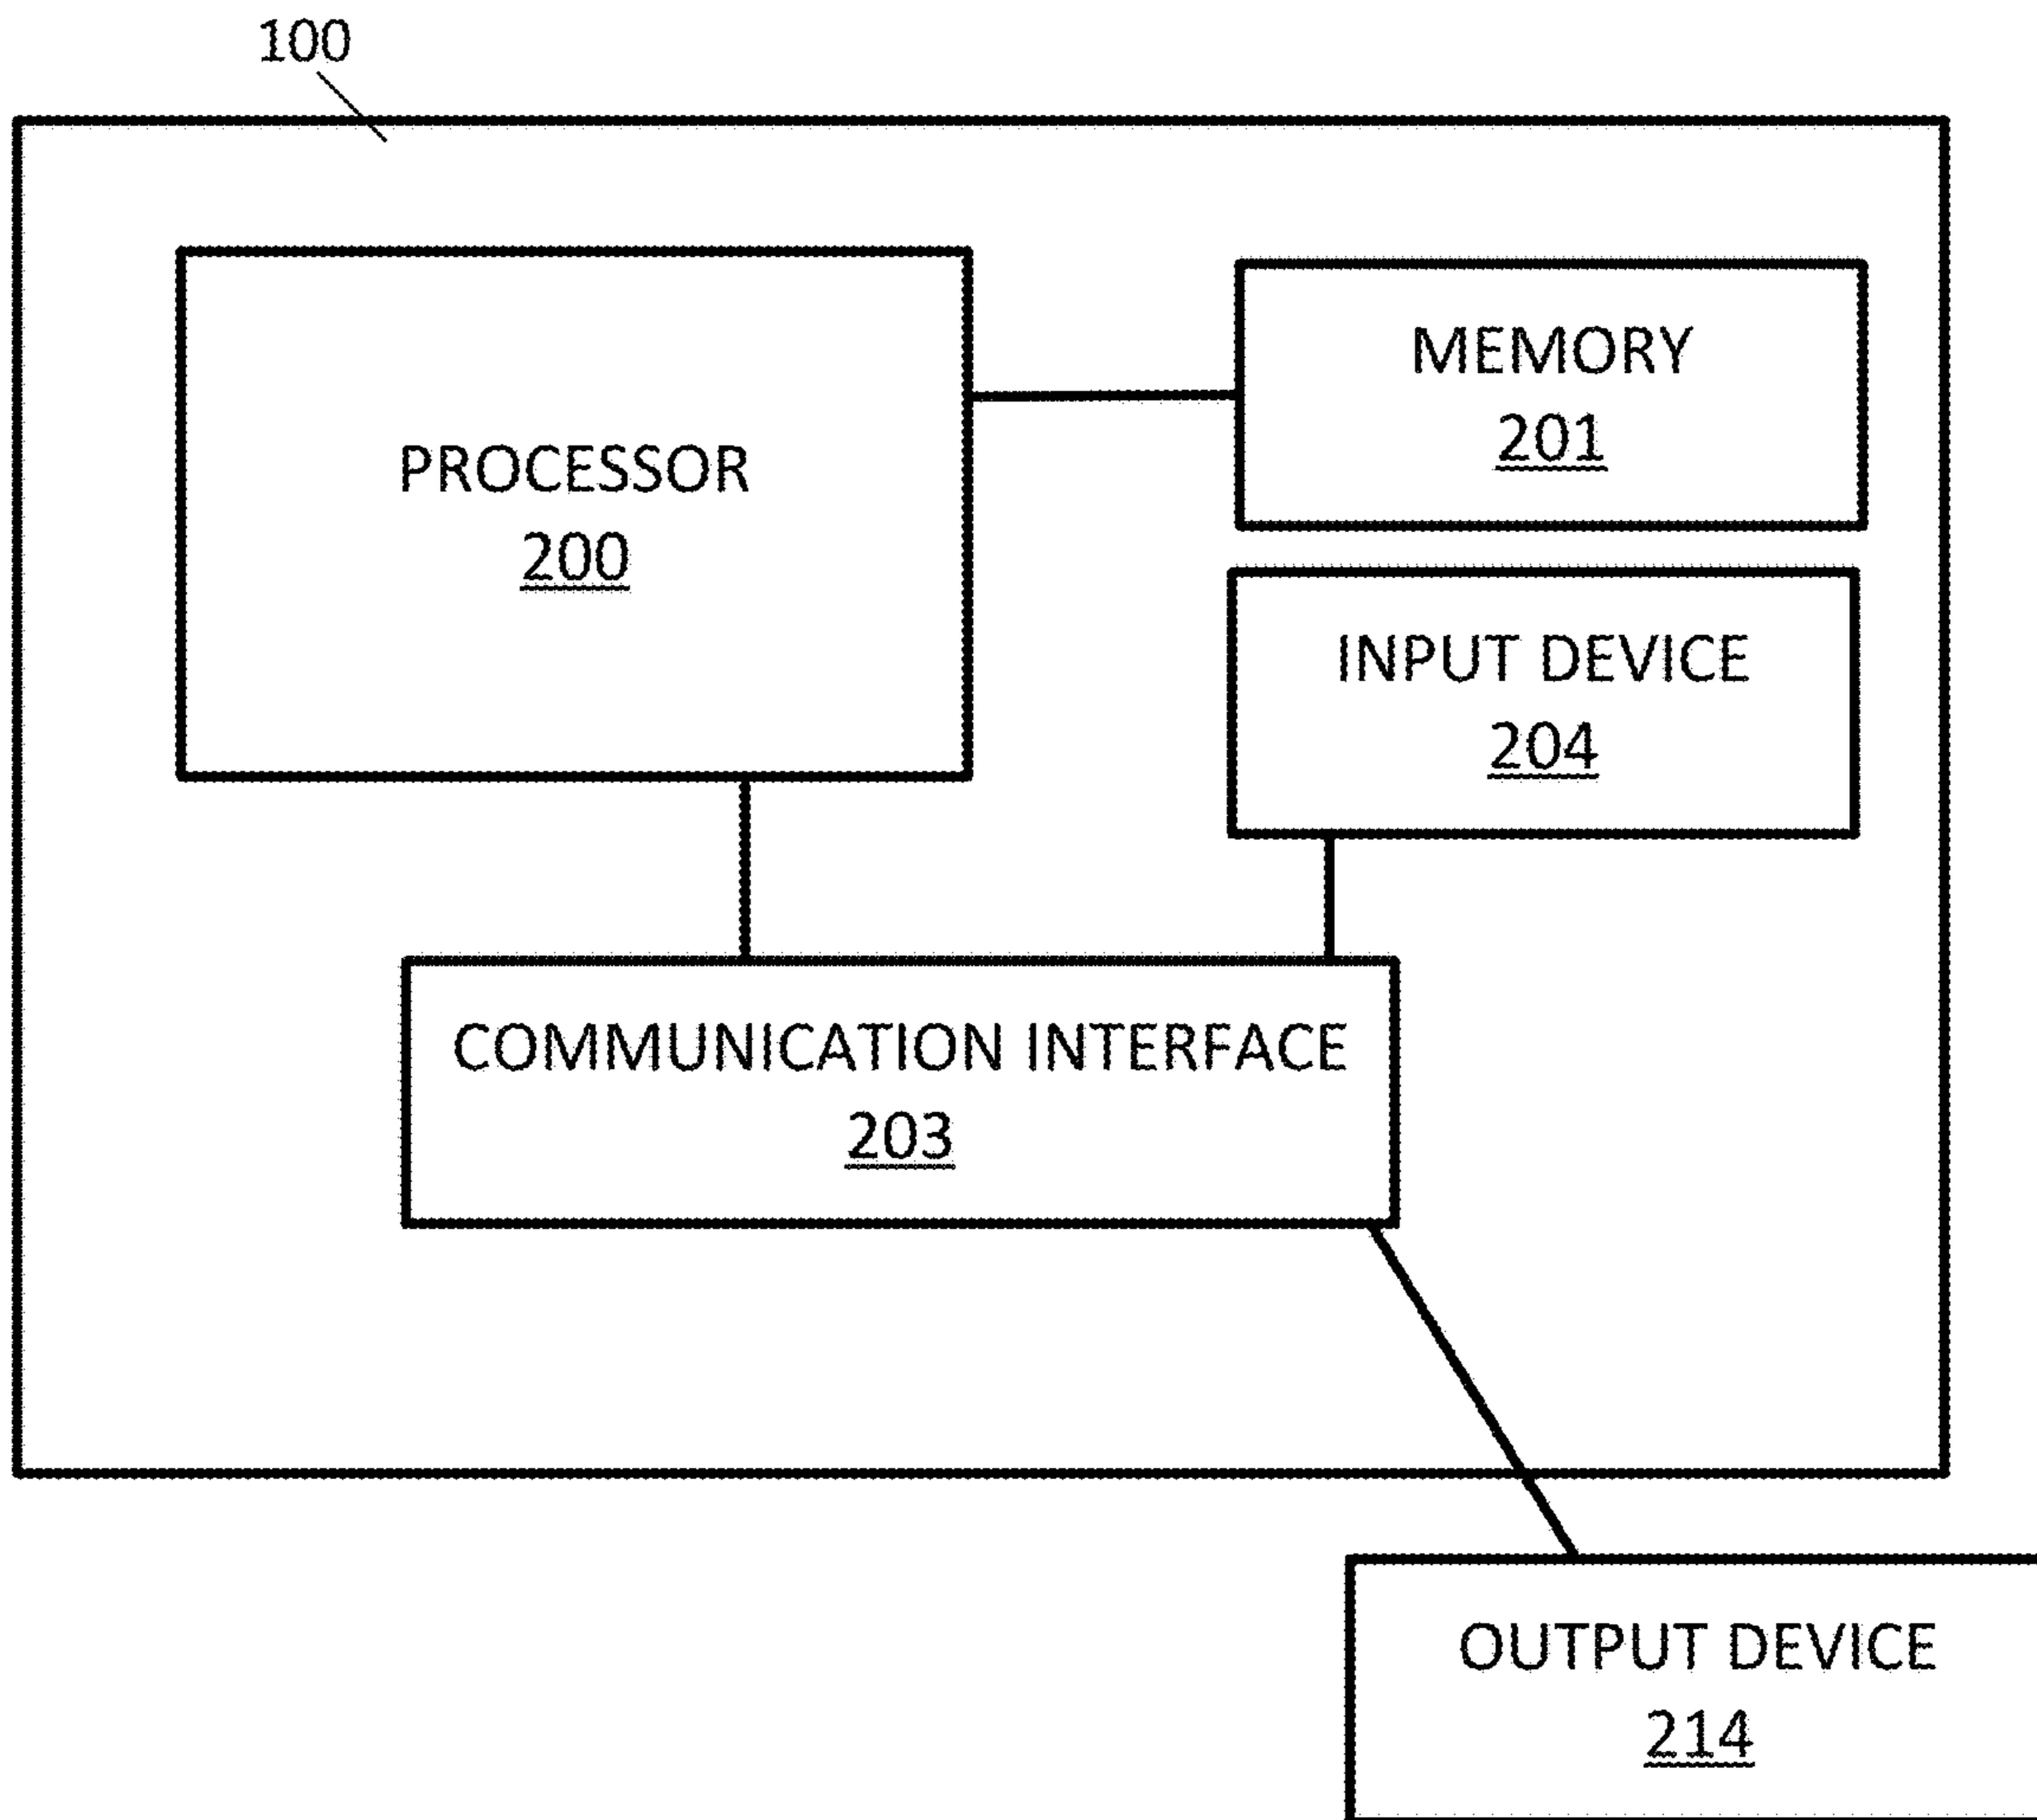 100
PROCESSOR
200
MEMORY
201
INPUT DEVICE
204
COMMUNICATION INTERFACE
203
OUTPUT DEVICE
214